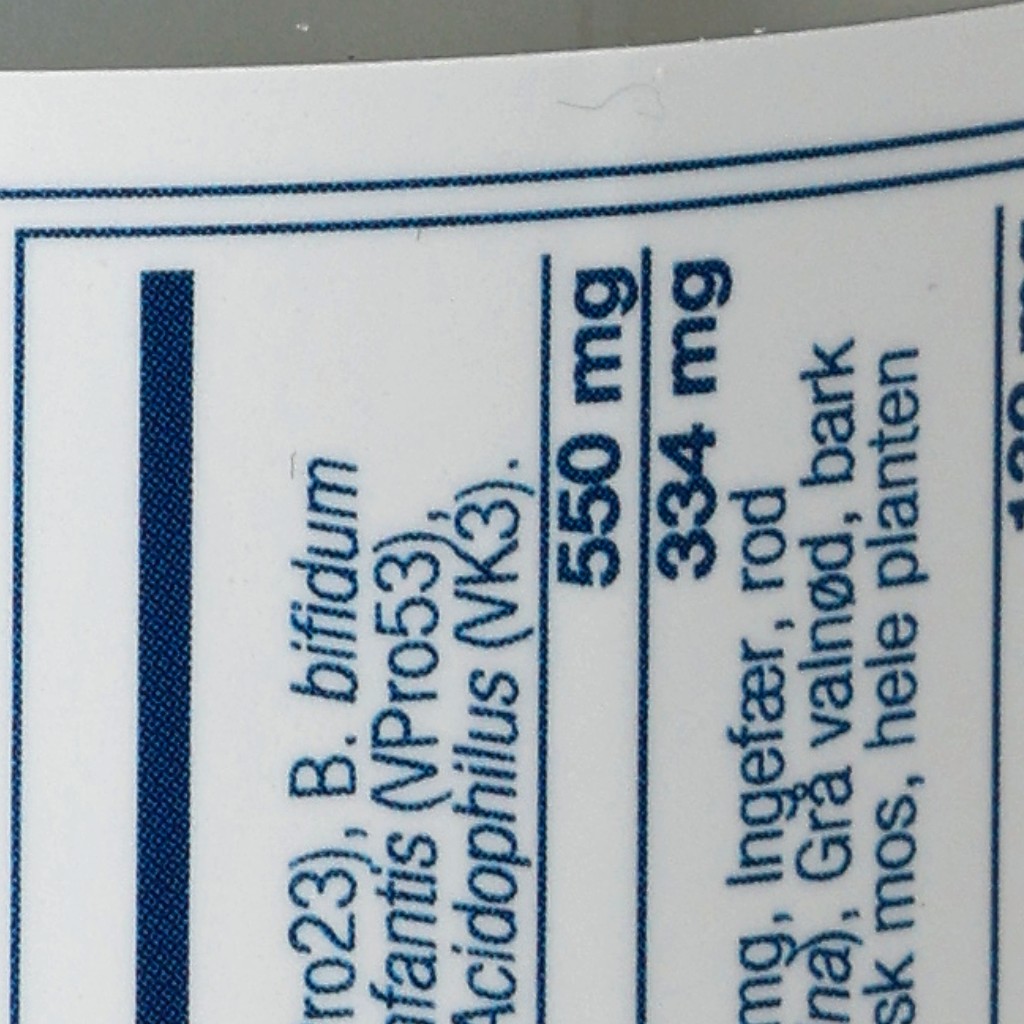 ro23), B. bifidum
fantis (VPro53),
Acidophilus (VK3).
550 mg
334 mg
mg, Ingefær, rod
na), Grå valnød, bark
sk mos, hele planten